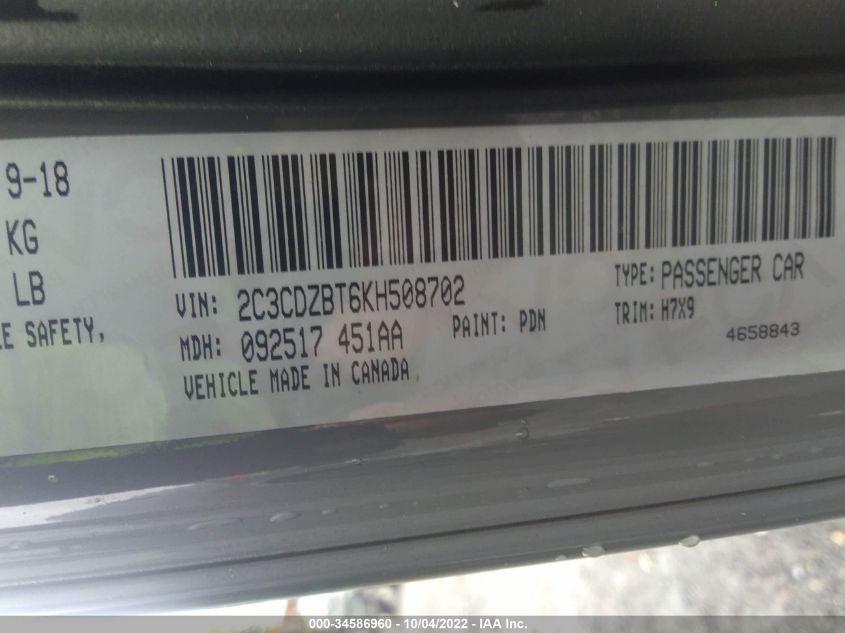 9-18
KG
LB
E SAFETY,
VIN: 2C3CDZBT6KH508702
TYPE: PASSENGER CAR
MDH: 092517 451AA
PAINT: PDN
TRIM: H7X9
4658843
VEHICLE MADE IN CANADA
000-34586960 - 10/04/2022 - IAA Inc.